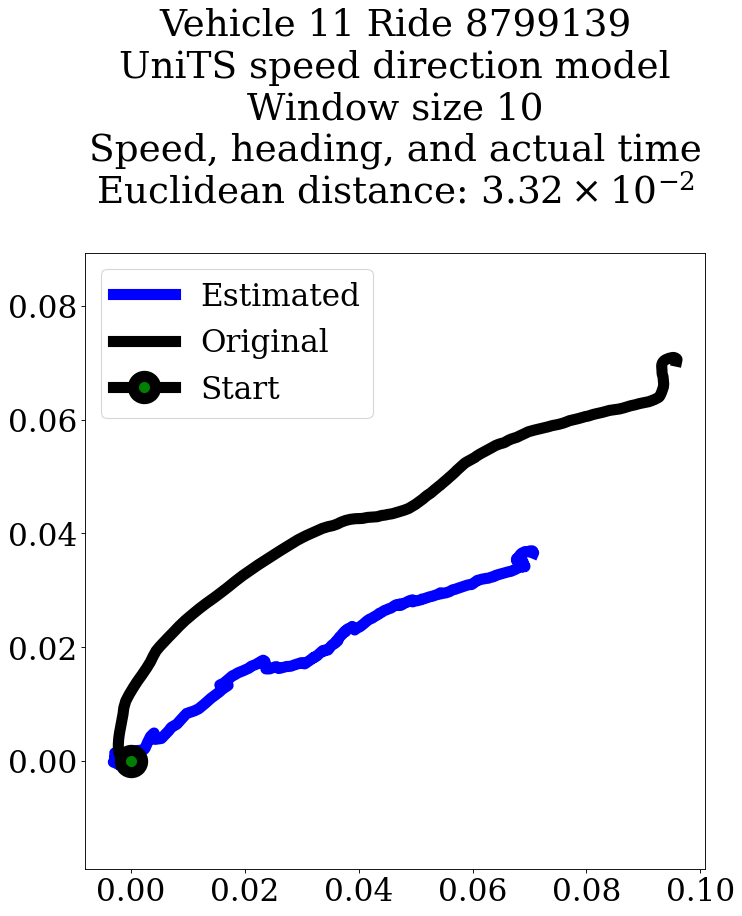 Vehicle 11 Ride 8799139
UniTS speed direction model
Window size 10
Speed, heading, and actual time
Euclidean distance: 3.32 × 10⁻²
Estimated
Original
Start
0.08
0.06
0.04
0.02
0.00
0.00 0.02 0.04 0.06 0.08 0.10